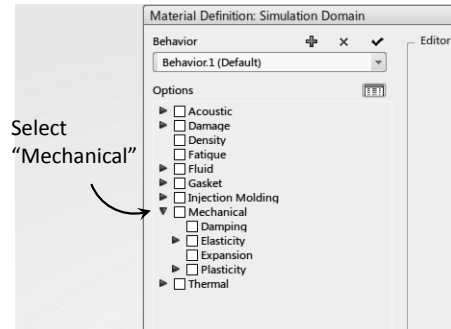 Material Definition: Simulation Domain
Behavior
Editor
Behavior.1 (Default)
Options
Acoustic
Damage
Density
Fatigue
Fluid
Gasket
Injection Molding
Mechanical
Damping
Elasticity
Expansion
Plasticity
Thermal
Select
“Mechanical”